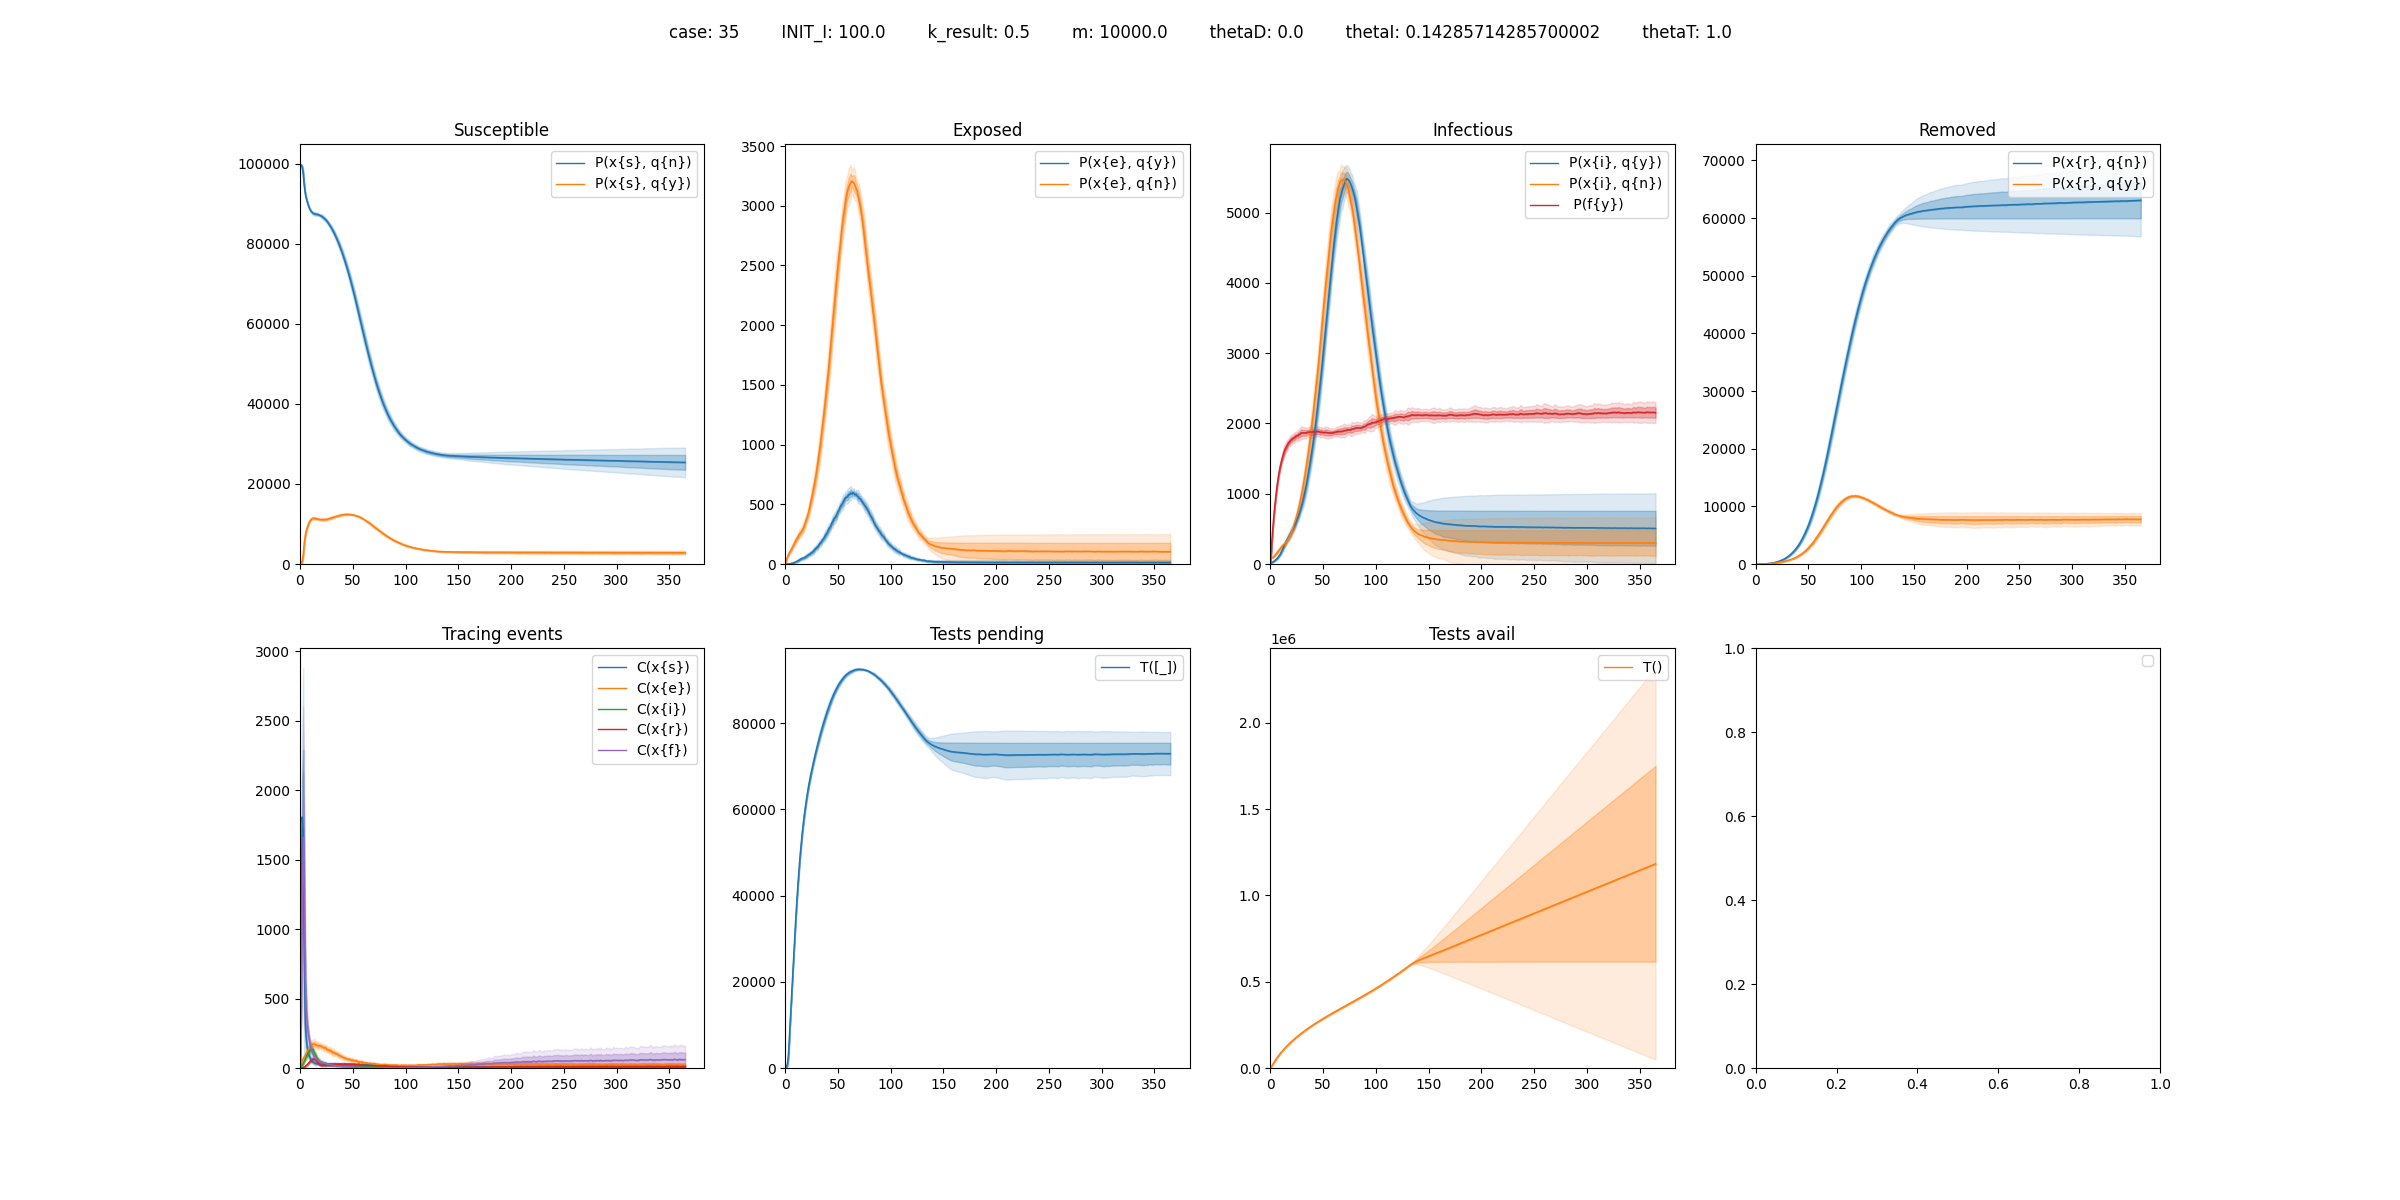 case: 35 INIT_I: 100.0 k_result: 0.5 m: 10000.0 thetaD: 0.0 thetaI: 0.14285714285700002 thetaT: 1.0
Susceptible
100000
80000
60000
40000
20000
0
0 50 100 150 200 250 300 350
P(x{s}, q{n})
P(x{s}, q{y})
Exposed
3500
3000
2500
2000
1500
1000
500
0
0 50 100 150 200 250 300 350
P(x{e}, q{y})
P(x{e}, q{n})
Infectious
5000
4000
3000
2000
1000
0
0 50 100 150 200 250 300 350
P(x{i}, q{y})
P(x{i}, q{n})
P(f{y})
Removed
70000
60000
50000
40000
30000
20000
10000
0
0 50 100 150 200 250 300 350
P(x{r}, q{n})
P(x{r}, q{y})
Tracing events
3000
2500
2000
1500
1000
500
0
0 50 100 150 200 250 300 350
C(x{s})
C(x{e})
C(x{i})
C(x{r})
C(x{f})
Tests pending
80000
60000
40000
20000
0
0 50 100 150 200 250 300 350
T([_])
Tests avail
1e6
2.0
1.5
1.0
0.5
0.0
0 50 100 150 200 250 300 350
T()
1.0
0.8
0.6
0.4
0.2
0.0
0.0 0.2 0.4 0.6 0.8 1.0